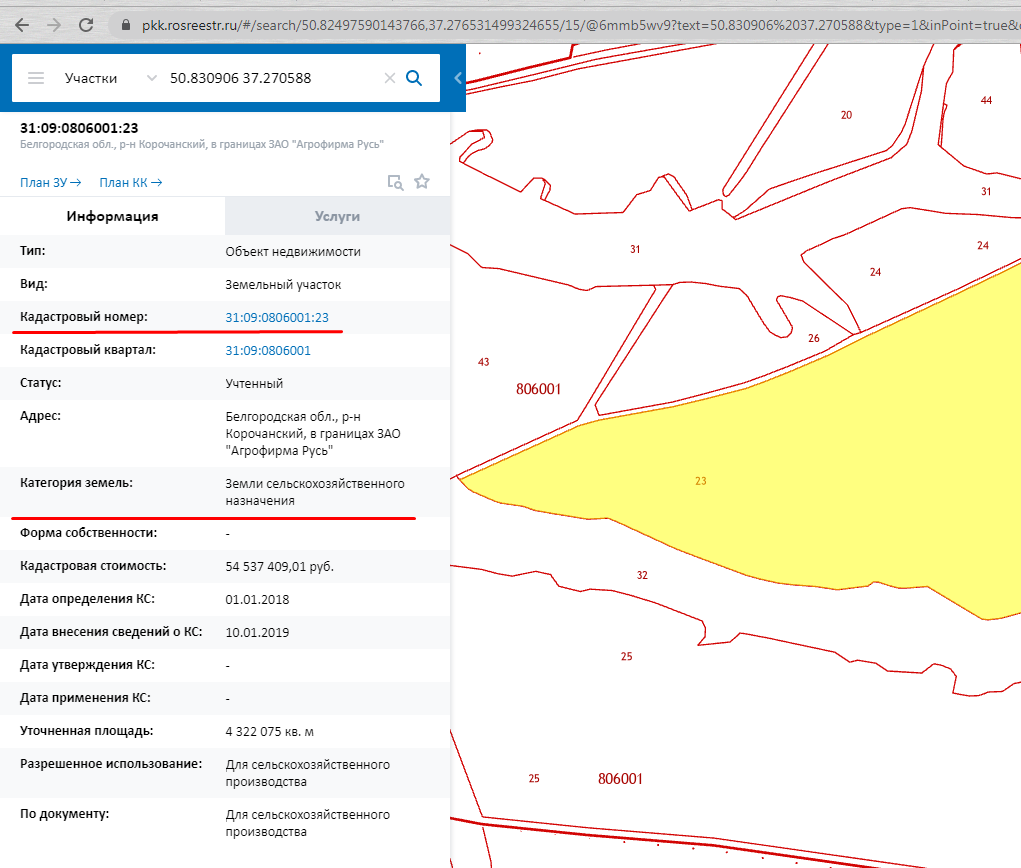 pkk.rosreestr.ru/#/search/50.82497590143766,37.276531499324655/15/@6mmb5wv9?text=50.830906%2037.270588&type=1&inPoint=true&
Участки
50.830906 37.270588
31:09:0806001:23
Белгородская обл., р-н Корочанский, в границах ЗАО "Агрофирма Русь"
План ЗУ→ План КК→
Информация Услуги
Тип: Объект недвижимости
Вид: Земельный участок
Кадастровый номер: 31:09:0806001:23
Кадастровый квартал: 31:09:0806001
Статус: Учтенный
Адрес: Белгородская обл., р-н
Корочанский, в границах ЗАО
"Агрофирма Русь"
Категория земель: Земли сельскохозяйственного
назначения
Форма собственности: -
Кадастровая стоимость: 54 537 409,01 руб.
Дата определения КС: 01.01.2018
Дата внесения сведений о КС: 10.01.2019
Дата утверждения КС: -
Дата применения КС: -
Уточненная площадь: 4 322 075 кв. м
Разрешенное использование: Для сельскохозяйственного
производства
По документу: Для сельскохозяйственного
производства
20
44
31
31
24
24
26
43
806001
23
32
25
25
806001